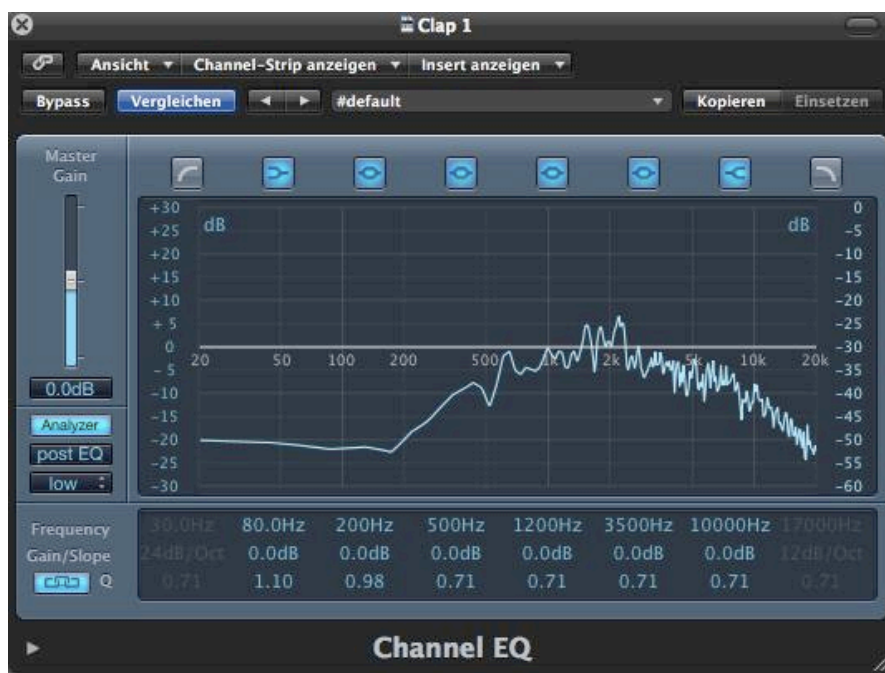 Clap 1
Ansicht Channel-Strip anzeigen Insert anzeigen
Bypass Vergleichen #default Kopieren Einsetzen
Master
Gain
+30 0
+25 dB dB -5
+20 -10
+15 -15
+10 -20
+ 5 -25
0 -30
20 50 100 200 500 1k 2k 5k 10k 20k
- 5 -35
0.0dB
-10 -40
-15 -45
Analyzer
-20 -50
post EQ
-25 -55
low
-30 -60
Frequency 30.0Hz 80.0Hz 200Hz 500Hz 1200Hz 3500Hz 10000Hz 17000Hz
Gain/Slope 24dB/Oct 0.0dB 0.0dB 0.0dB 0.0dB 0.0dB 0.0dB 12dB/Oct
Q 0.71 1.10 0.98 0.71 0.71 0.71 0.71 0.71
Channel EQ